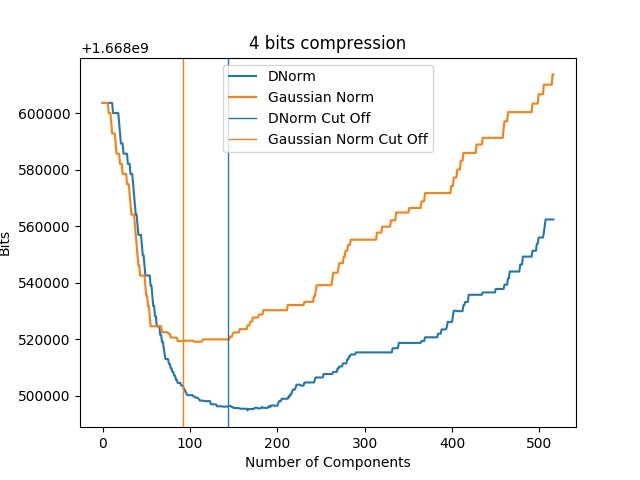 4 bits compression
+1.668e9
DNorm
Gaussian Norm
DNorm Cut Off
Gaussian Norm Cut Off
600000
580000
560000
540000
520000
500000
Bits
0 100 200 300 400 500
Number of Components